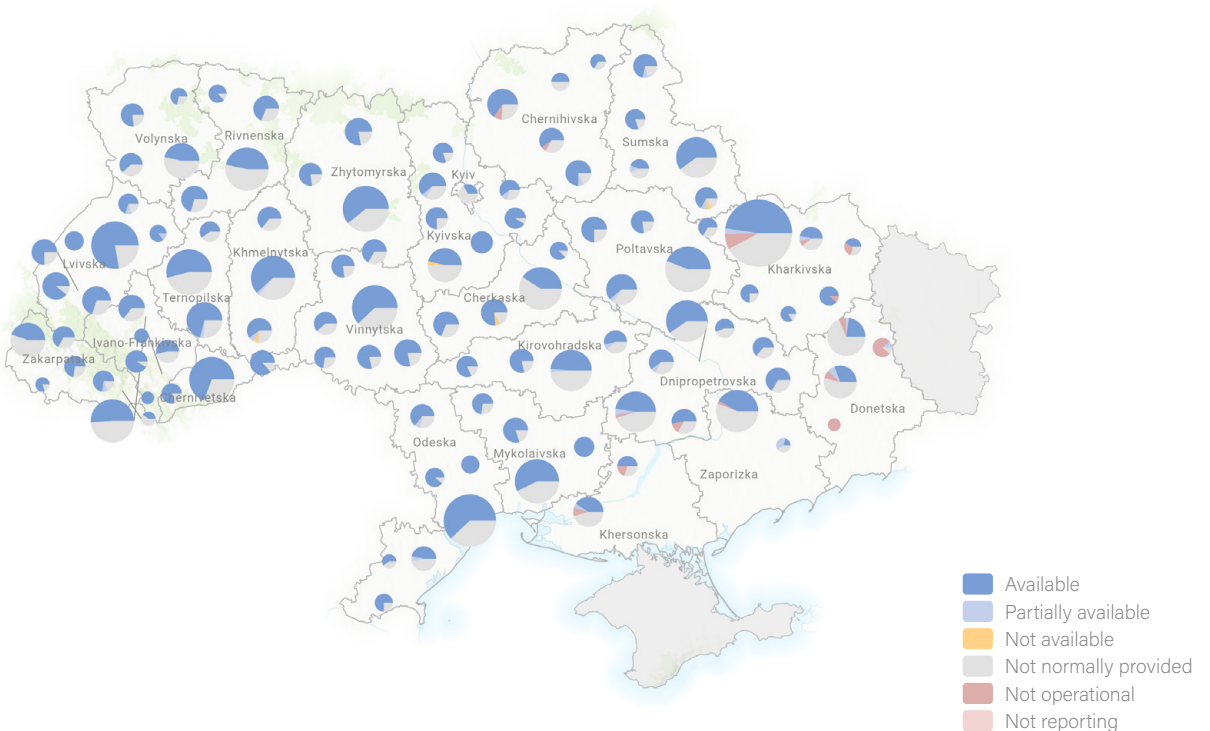 Chernihivska
Volynska
Rivnenska
Sumska
Zhytomyrska
Kyiv
Kyivska
Poltavska
Khmelnytska
Lvivska
Kharkivska
Ternopilska
Cherkaska
Vinnytska
Ivano-Frankivska
Kirovohradska
Zakarpatska
Dnipropetrovska
Chernivetska
Donetska
Odeska
Mykolaivska
Zaporizka
Khersonska
Available
Partially available
Not available
Not normally provided
Not operational
Not reporting